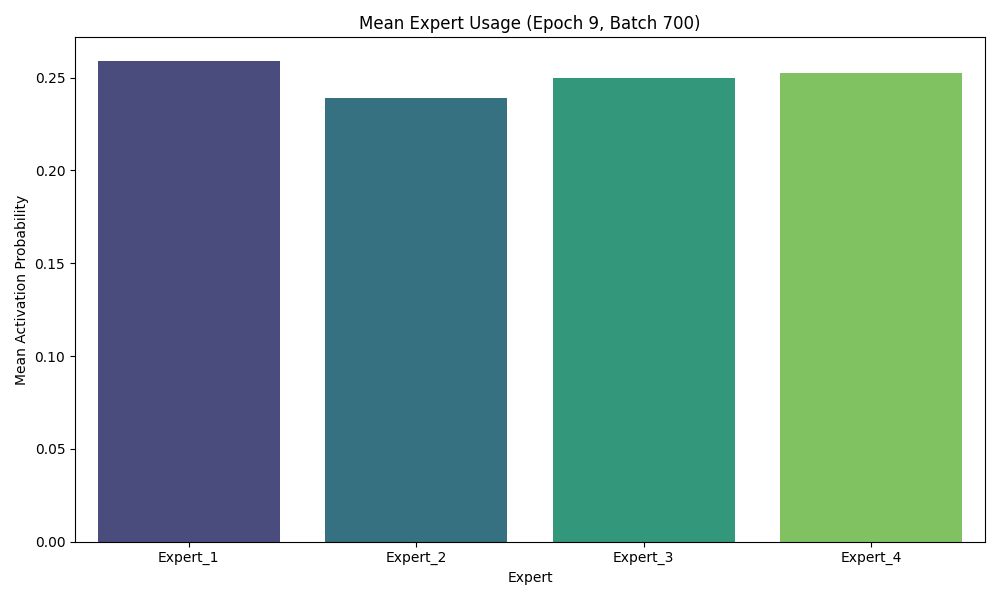 Mean Expert Usage (Epoch 9, Batch 700)
Mean Activation Probability
0.25
0.20
0.15
0.10
0.05
0.00
Expert_1 Expert_2 Expert_3 Expert_4
Expert